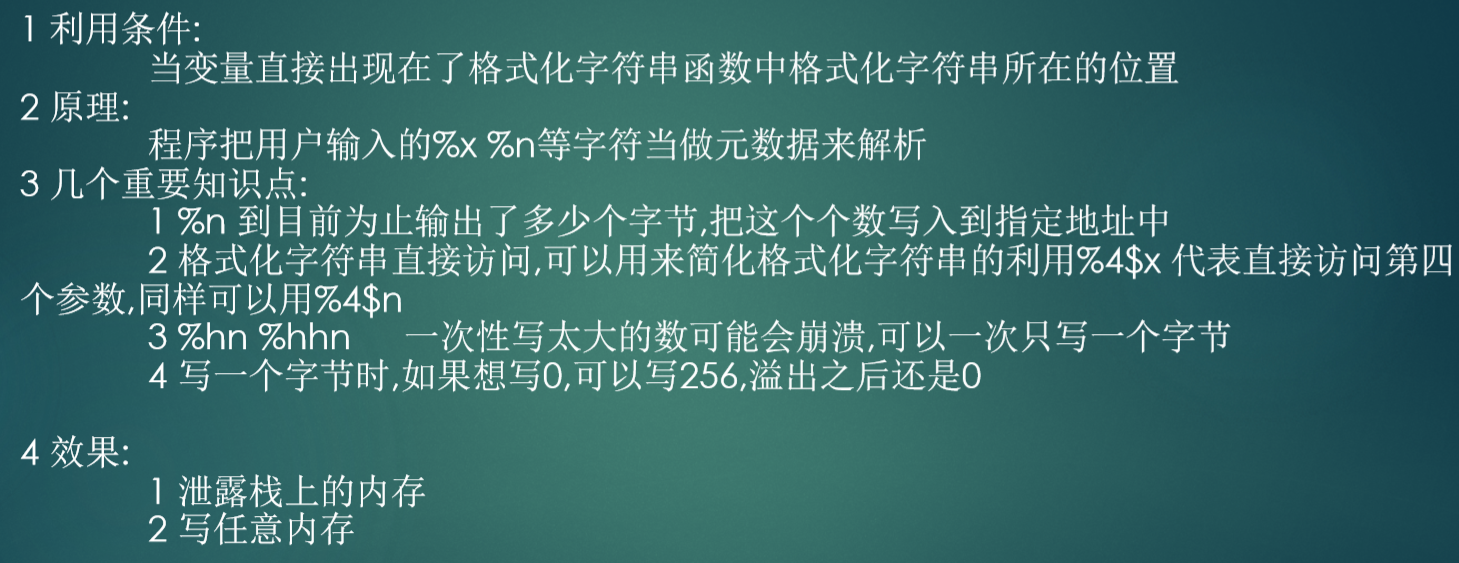 1 利用条件:
当变量直接出现在了格式化字符串函数中格式化字符串所在的位置
2 原理:
程序把用户输入的%x %n等字符当做元数据来解析
3 几个重要知识点:
1 %n 到目前为止输出了多少个字节,把这个个数写入到指定地址中
2 格式化字符串直接访问,可以用来简化格式化字符串的利用%4$x 代表直接访问第四
个参数,同样可以用%4$n
3 %hn %hhn 一次性写太大的数可能会崩溃,可以一次只写一个字节
4 写一个字节时,如果想写0,可以写256,溢出之后还是0
4 效果:
1 泄露栈上的内存
2 写任意内存